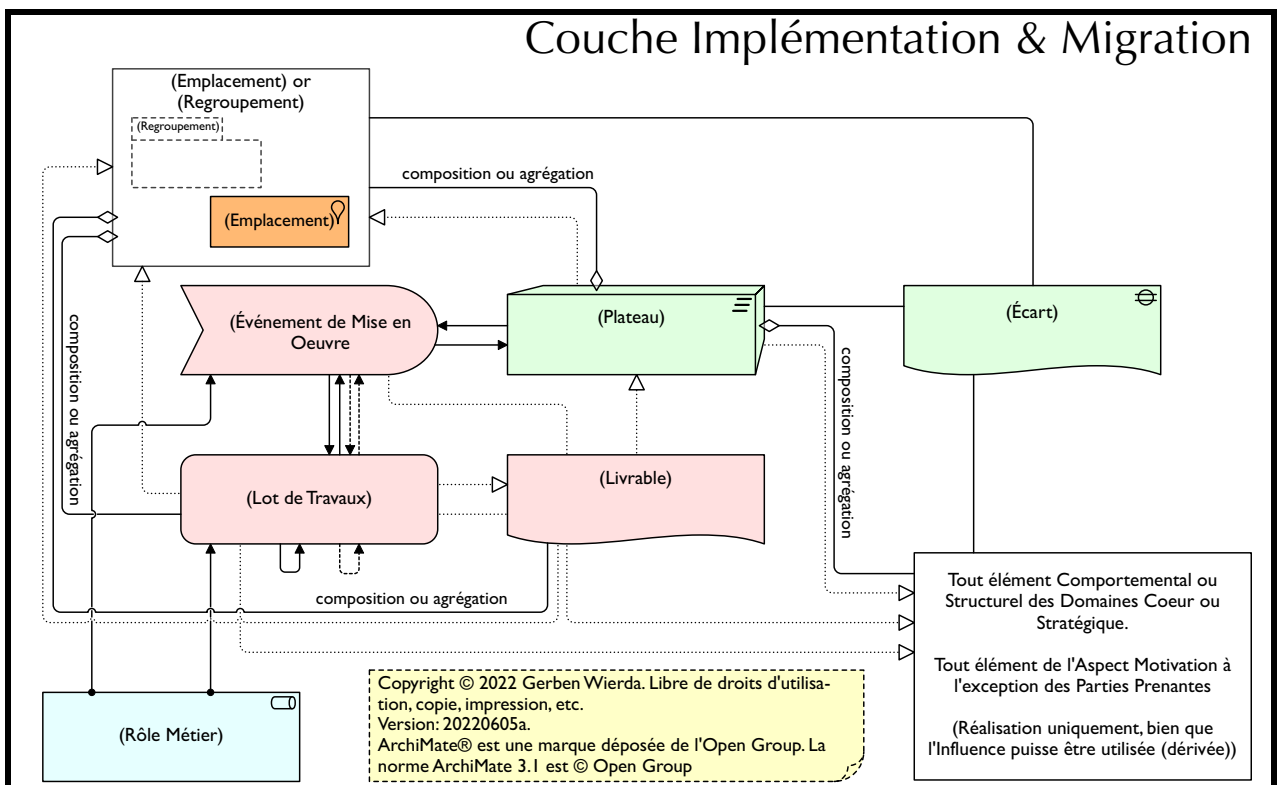 Couche Implémentation & Migration
(Emplacement) or
(Regroupement)
(Regroupement)
(Emplacement)
composition ou agrégation
composition ou agrégation
(Événement de Mise en
Oeuvre
(Plateau)
(Écart)
composition ou agrégation
(Lot de Travaux)
(Livrable)
composition ou agrégation
Tout élément Comportemental ou
Structurel des Domaines Coeur ou
Stratégique.
Tout élément de l'Aspect Motivation à
l'exception des Parties Prenantes
(Réalisation uniquement, bien que
l'Influence puisse être utilisée (dérivée))
(Rôle Métier)
Copyright © 2022 Gerben Wierda. Libre de droits d'utilisa-
tion, copie, impression, etc.
Version: 20220605a.
ArchiMate® est une marque déposée de l'Open Group. La
norme ArchiMate 3.1 est © Open Group